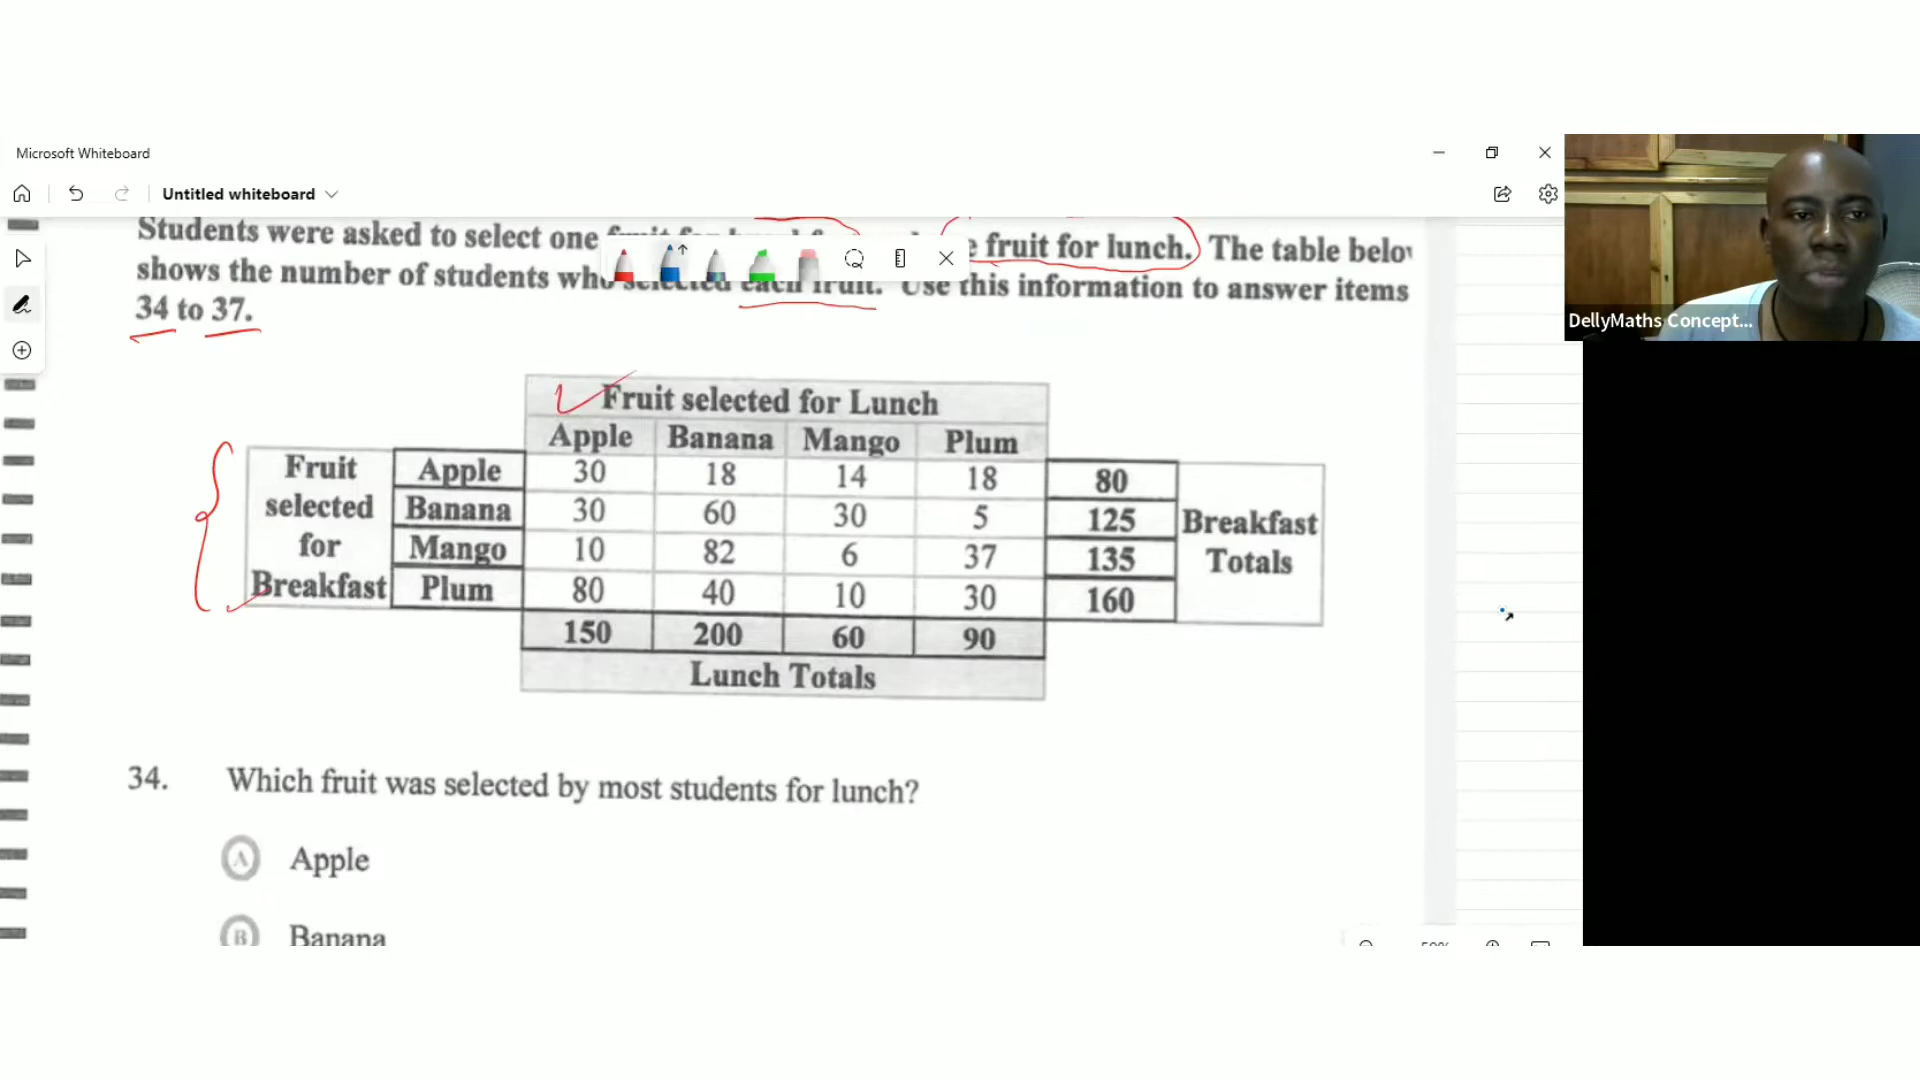 Microsoft Whiteboard
Untitled whiteboard
Students were asked to select one fruit for lunch. The table
shows the number of students who selected each fruit. Use this information to answer items
34 to 37.
Fruit selected for Lunch
Apple Banana Mango Plum
Fruit selected for Breakfast
Apple 30 18 14 18 80
Banana 30 60 30 5 125
Mango 10 82 6 37 135
Plum 80 40 10 30 160
Breakfast Totals
150 200 60 90
Lunch Totals
34. Which fruit was selected by most students for lunch?
A Apple
B Banana
DellyMaths Concept...